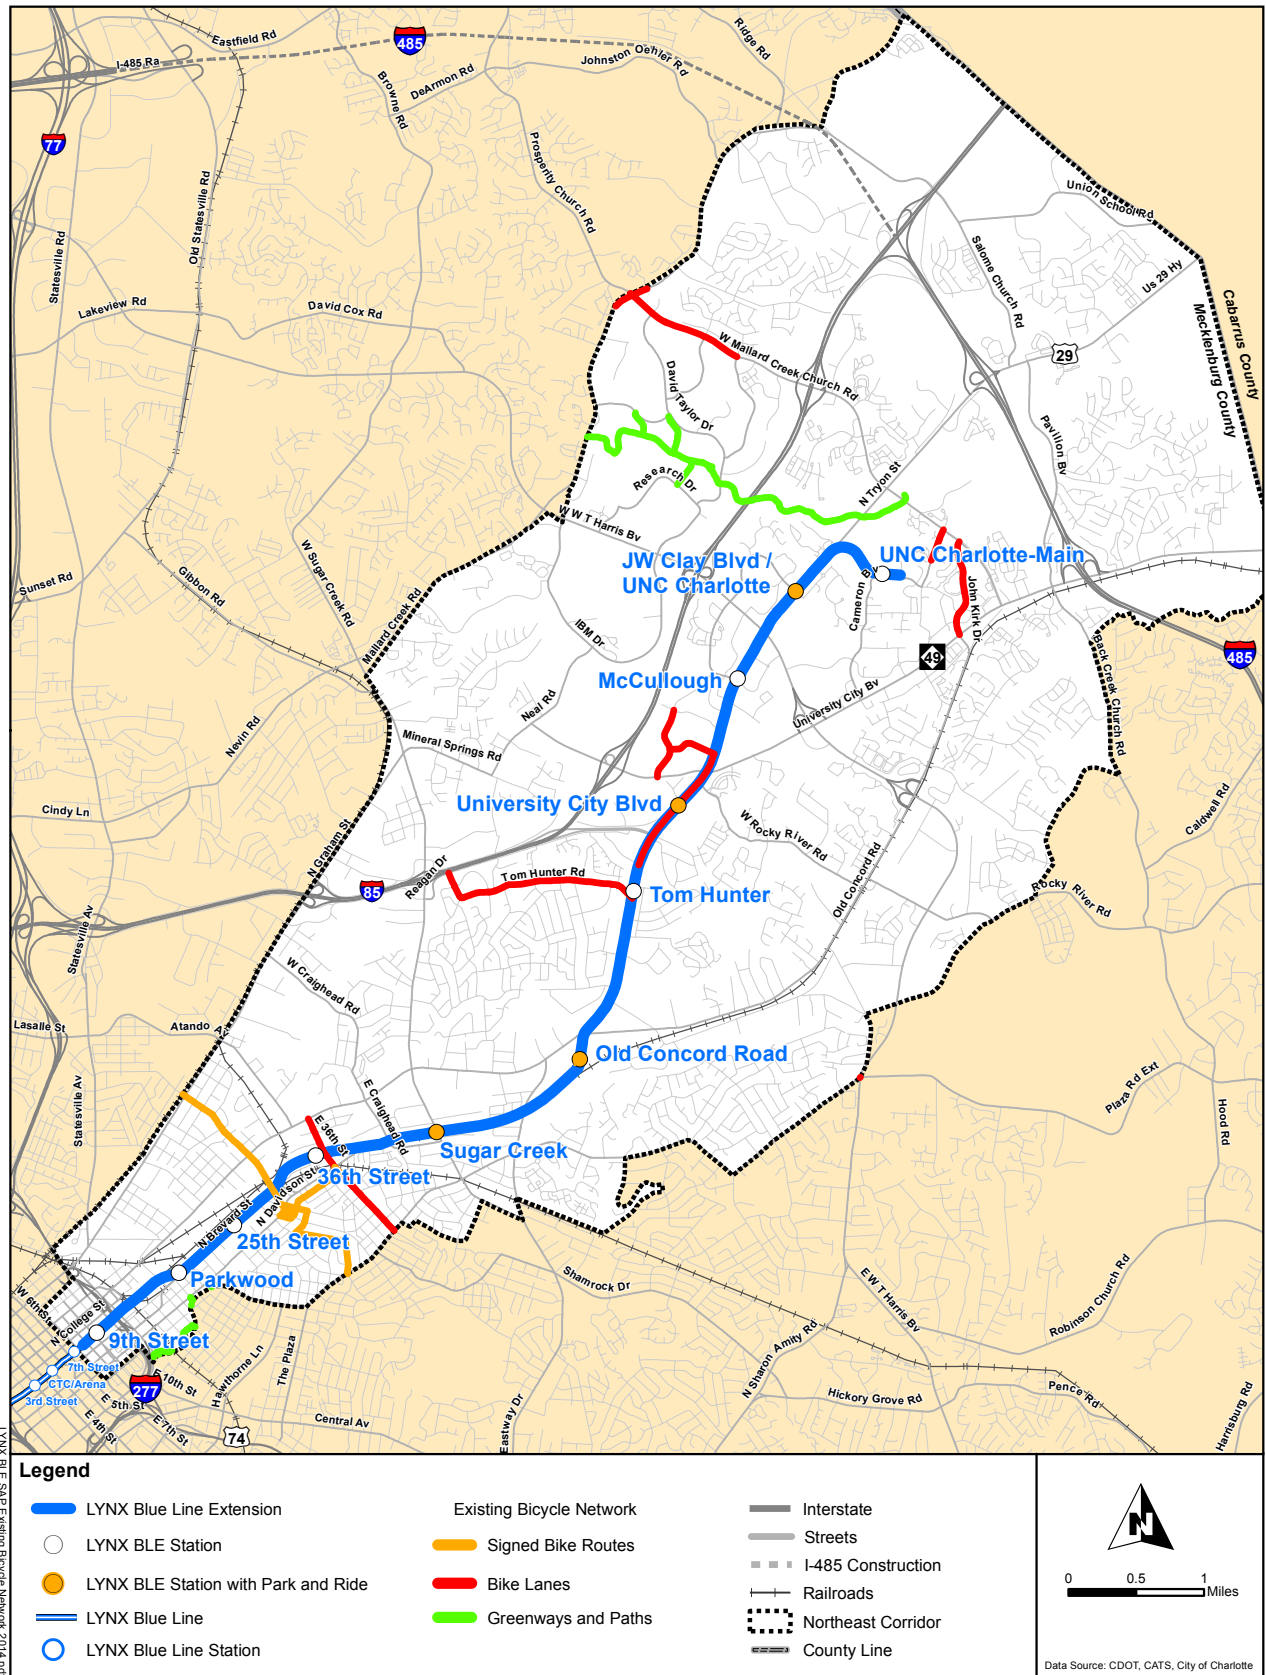 Eastfield Rd
Ridge Rd
485
I-485 Ra
Johnston Oehler Rd
DeArmon Rd
Browne Rd
77
Prosperity Church Rd
Old Statesville Rd
Statesville Rd
Union School Rd
Salome Church Rd
Us 29 Hy
Cabarrus County
Mecklenburg County
Lakeview Rd
David Cox Rd
W Mallard Creek Church Rd
29
David Taylor Dr
Pavilion Bv
Research Dr
N Tryon St
W W T Harris Bv
W Sugar Creek Rd
JW Clay Blvd /
UNC Charlotte
UNC Charlotte-Main
Sunset Rd
Gibbon Rd
Mallard Creek Rd
IBM Dr
Cameron Bv
John Kirk Dr
49
485
Back Creek Church Rd
McCullough
Neal Rd
University City Bv
Nevin Rd
Mineral Springs Rd
University City Blvd
Cindy Ln
W Rocky River Rd
Caldwell Rd
N Graham St
Reagan Dr
Tom Hunter Rd
85
Tom Hunter
Old Concord Rd
Rocky River Rd
Statesville Av
W Craighead Rd
Lasalle St
Atando Av
Old Concord Road
Statesville Av
E Craighead Rd
Plaza Rd Ext
Hood Rd
E 36th St
Sugar Creek
36th Street
N Davidson St
N Brevard St
25th Street
Parkwood
Shamrock Dr
E W T Harris Bv
Robinson Church Rd
W 6th St
N College St
9th Street
7th Street
CTC/Arena
3rd Street
277
E 10th St
E 5th St
E 4th St
E 7th St
Hawthorne Ln
The Plaza
N Sharon Amity Rd
Hickory Grove Rd
Pence Rd
Central Av
74
Eastway Dr
Harrisburg Rd
Legend
LYNX Blue Line Extension
LYNX BLE Station
LYNX BLE Station with Park and Ride
LYNX Blue Line
LYNX Blue Line Station
Existing Bicycle Network
Signed Bike Routes
Bike Lanes
Greenways and Paths
Interstate
Streets
I-485 Construction
Railroads
Northeast Corridor
County Line
N
0 0.5 1
Miles
Data Source: CDOT, CATS, City of Charlotte